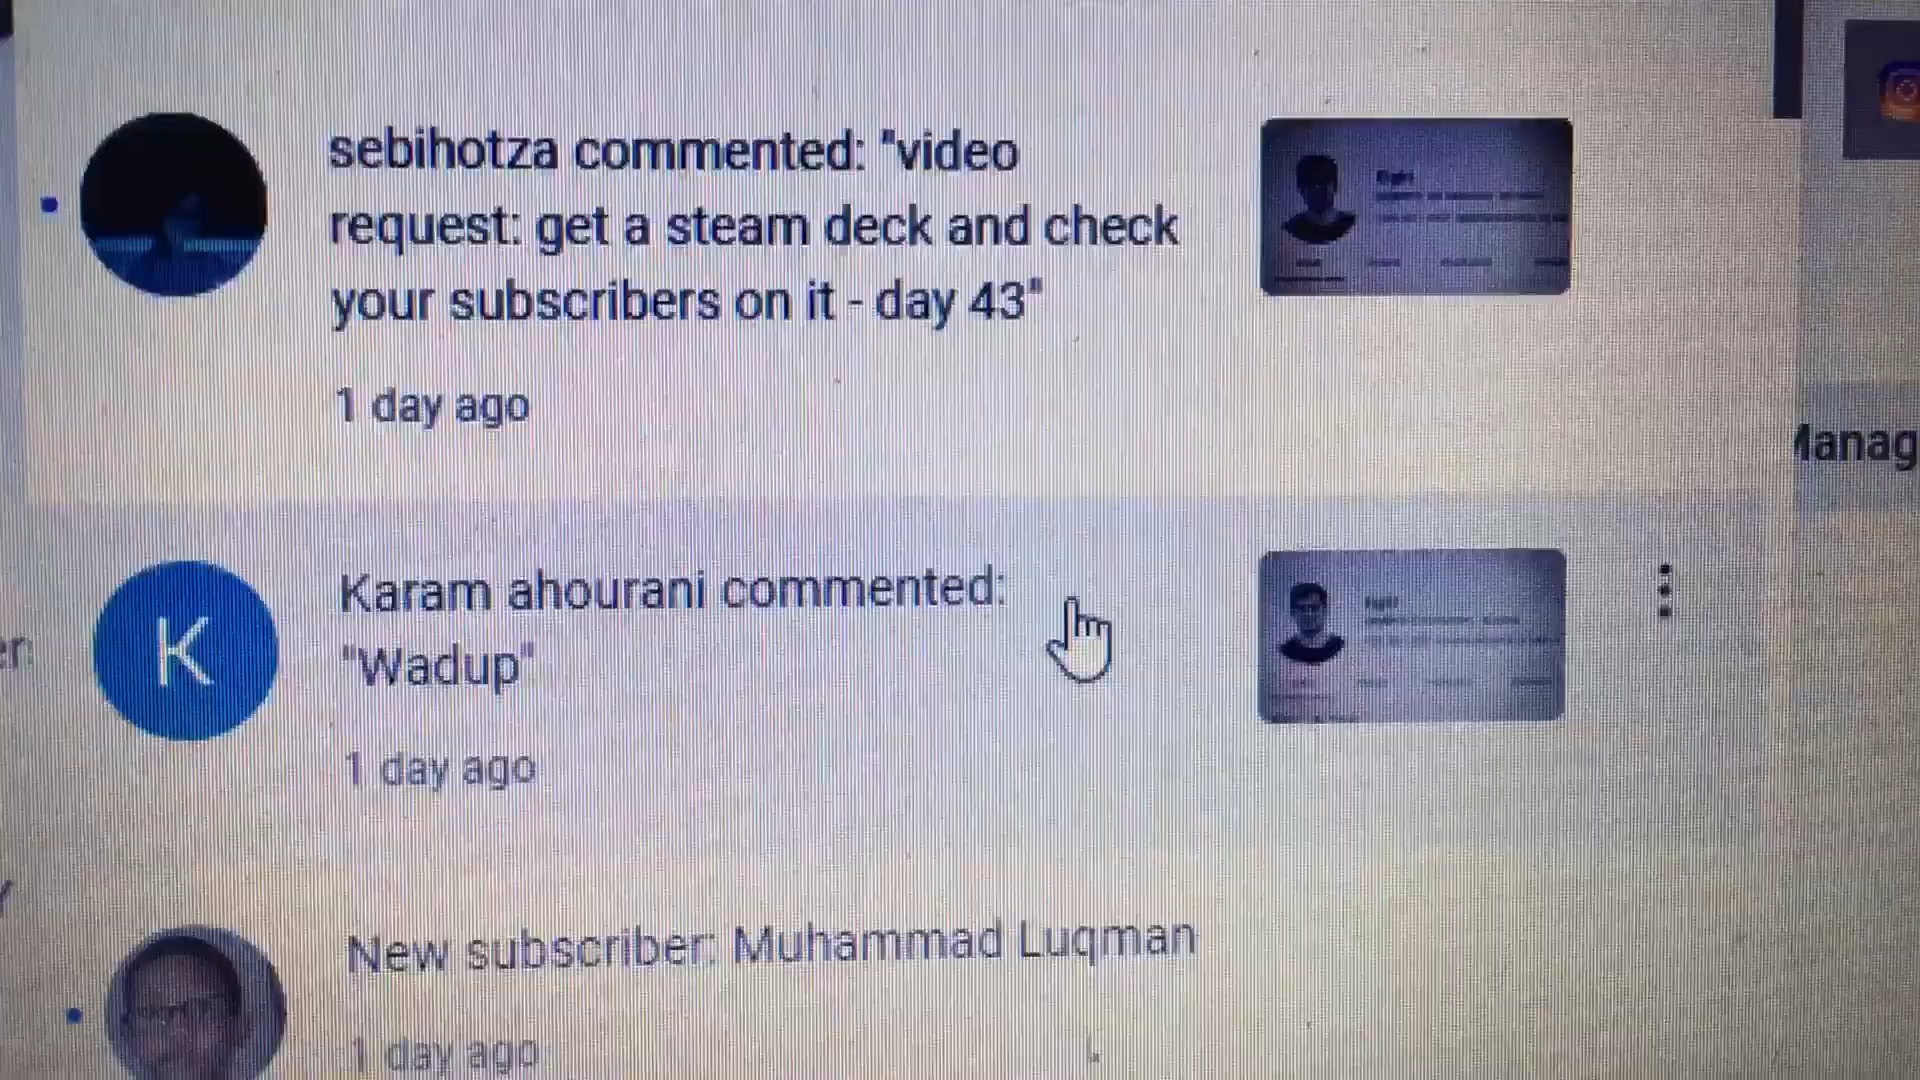 sebihotza commented: "video
request: get a steam deck and check
your subscribers on it - day 43"
1 day ago
K
Karam ahourani commented:
"Wadup"
1 day ago
New subscriber: Muhammad Luqman
1 day ago